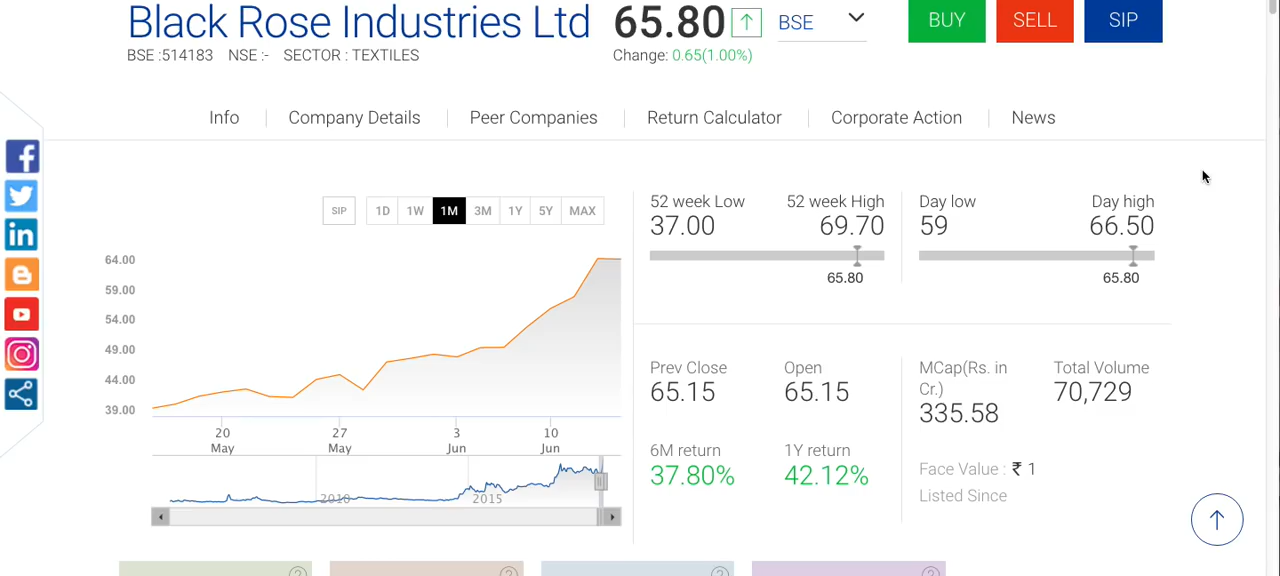 Black Rose Industries Ltd
65.80
BSE
BUY
SELL
SIP
BSE :514183 NSE :- SECTOR : TEXTILES
Change: 0.65(1.00%)
Info
Company Details
Peer Companies
Return Calculator
Corporate Action
News
SIP
1D
1W
1M
3M
1Y
5Y
MAX
64.00
59.00
54.00
49.00
44.00
39.00
20
May
27
May
3
Jun
10
Jun
2010
2015
52 week Low
37.00
52 week High
69.70
65.80
Day low
59
Day high
66.50
65.80
Prev Close
65.15
Open
65.15
6M return
37.80%
1Y return
42.12%
MCap(Rs. in
Cr.)
335.58
Total Volume
70,729
Face Value : ₹ 1
Listed Since